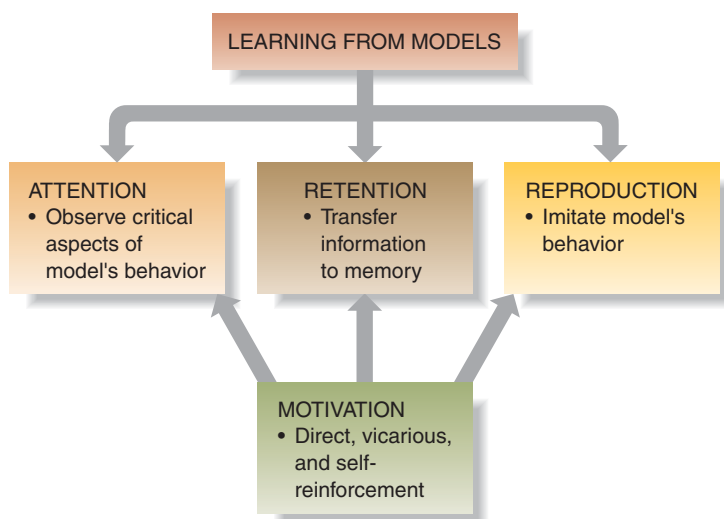 LEARNING FROM MODELS
ATTENTION
• Observe critical
aspects of
model's behavior
RETENTION
• Transfer
information
to memory
REPRODUCTION
• Imitate model's
behavior
MOTIVATION
• Direct, vicarious,
and self-
reinforcement